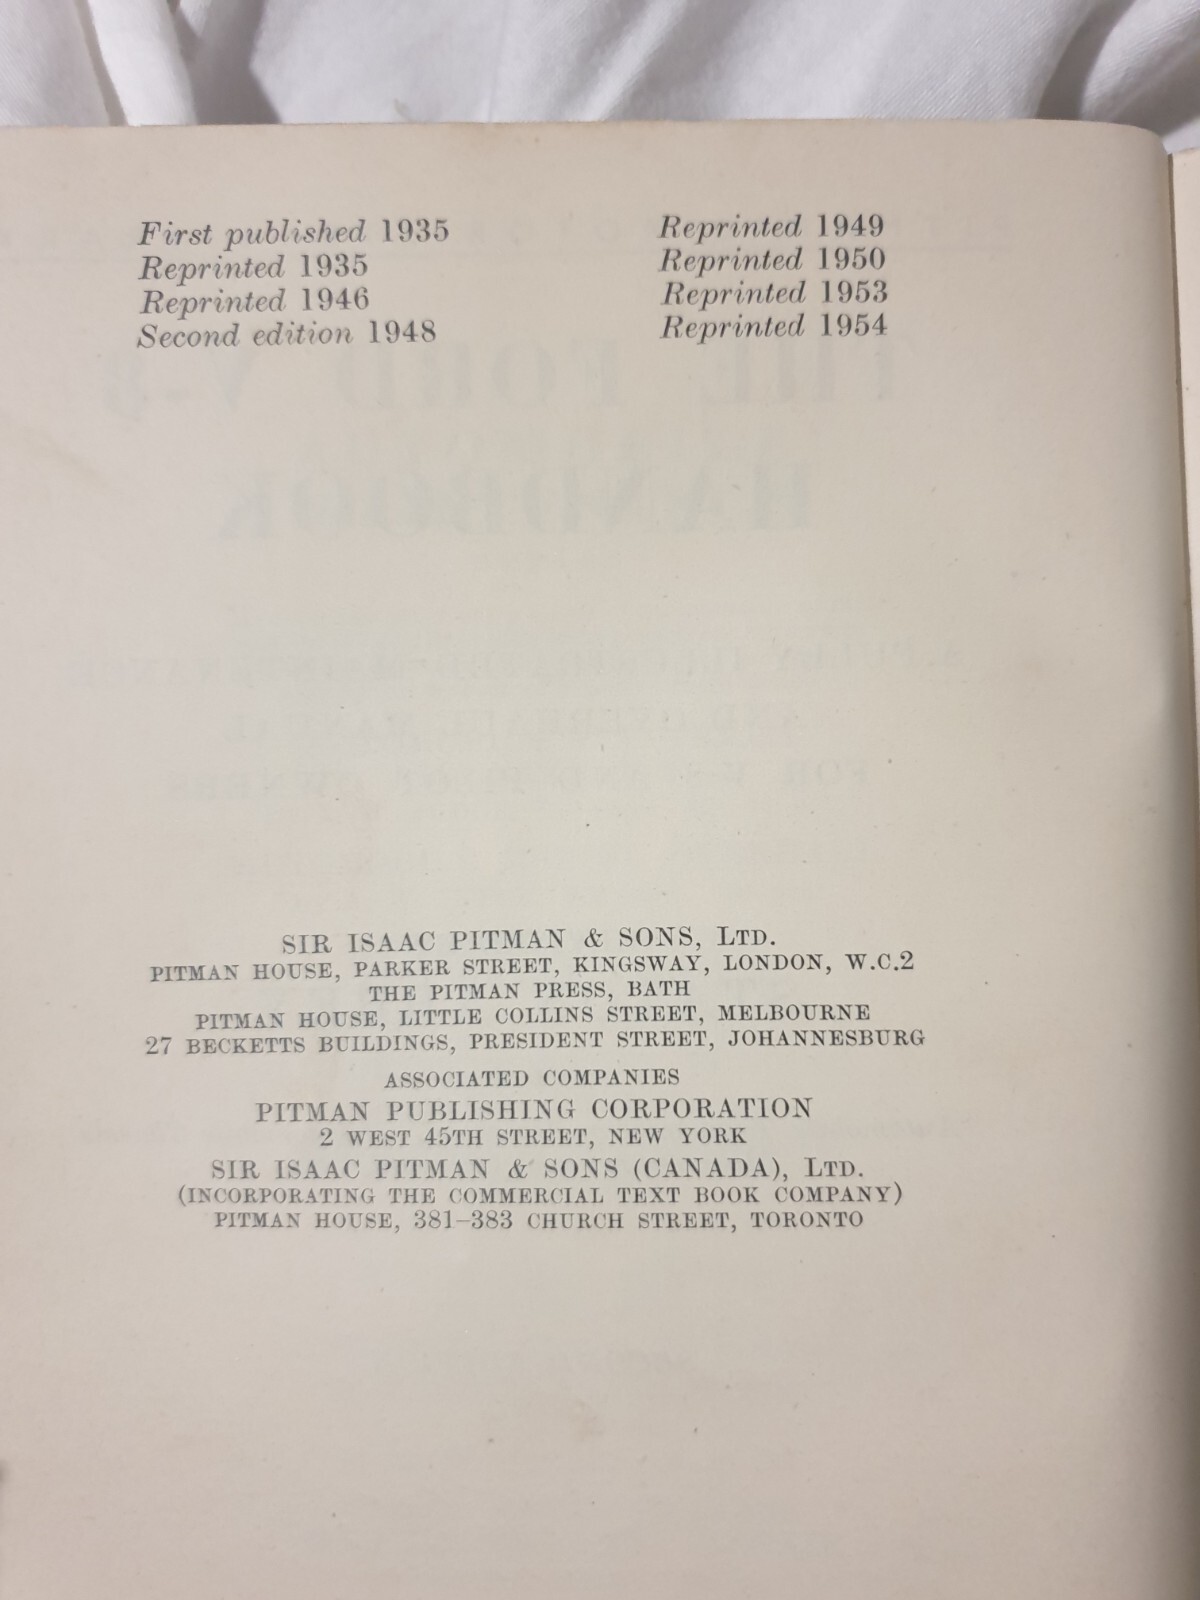 First published 1935
Reprinted 1935
Reprinted 1946
Second edition 1948
Reprinted 1949
Reprinted 1950
Reprinted 1953
Reprinted 1954
THE FORD V-8
HANDBOOK
SIR ISAAC PITMAN & SONS, LTD.
PITMAN HOUSE, PARKER STREET, KINGSWAY, LONDON, W.C.2
THE PITMAN PRESS, BATH
PITMAN HOUSE, LITTLE COLLINS STREET, MELBOURNE
27 BECKETTS BUILDINGS, PRESIDENT STREET, JOHANNESBURG
ASSOCIATED COMPANIES
PITMAN PUBLISHING CORPORATION
2 WEST 45TH STREET, NEW YORK
SIR ISAAC PITMAN & SONS (CANADA), LTD.
(INCORPORATING THE COMMERCIAL TEXT BOOK COMPANY)
PITMAN HOUSE, 381–383 CHURCH STREET, TORONTO